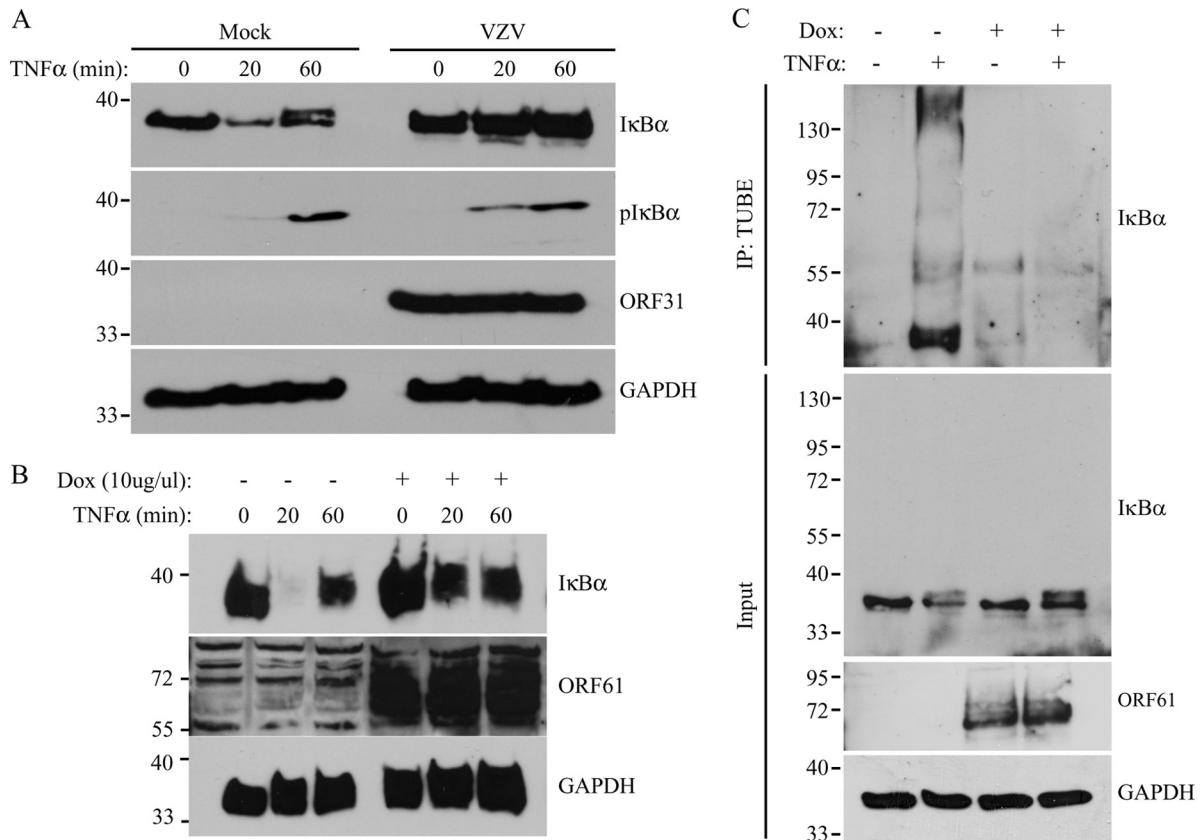 A
Mock VZV
TNFα (min): 0 20 60 0 20 60
40
IκBα
40
pIκBα
40
ORF31
33
GAPDH
33
B
Dox (10ug/ul): - - - + + +
TNFα (min): 0 20 60 0 20 60
40
IκBα
72
ORF61
55
40
GAPDH
33
C
Dox: - - + +
TNFα: - + - +
IP: TUBE
130
95
72
IκBα
55
40
Input
130
95
72
IκBα
55
40
33
95
ORF61
72
40
GAPDH
33